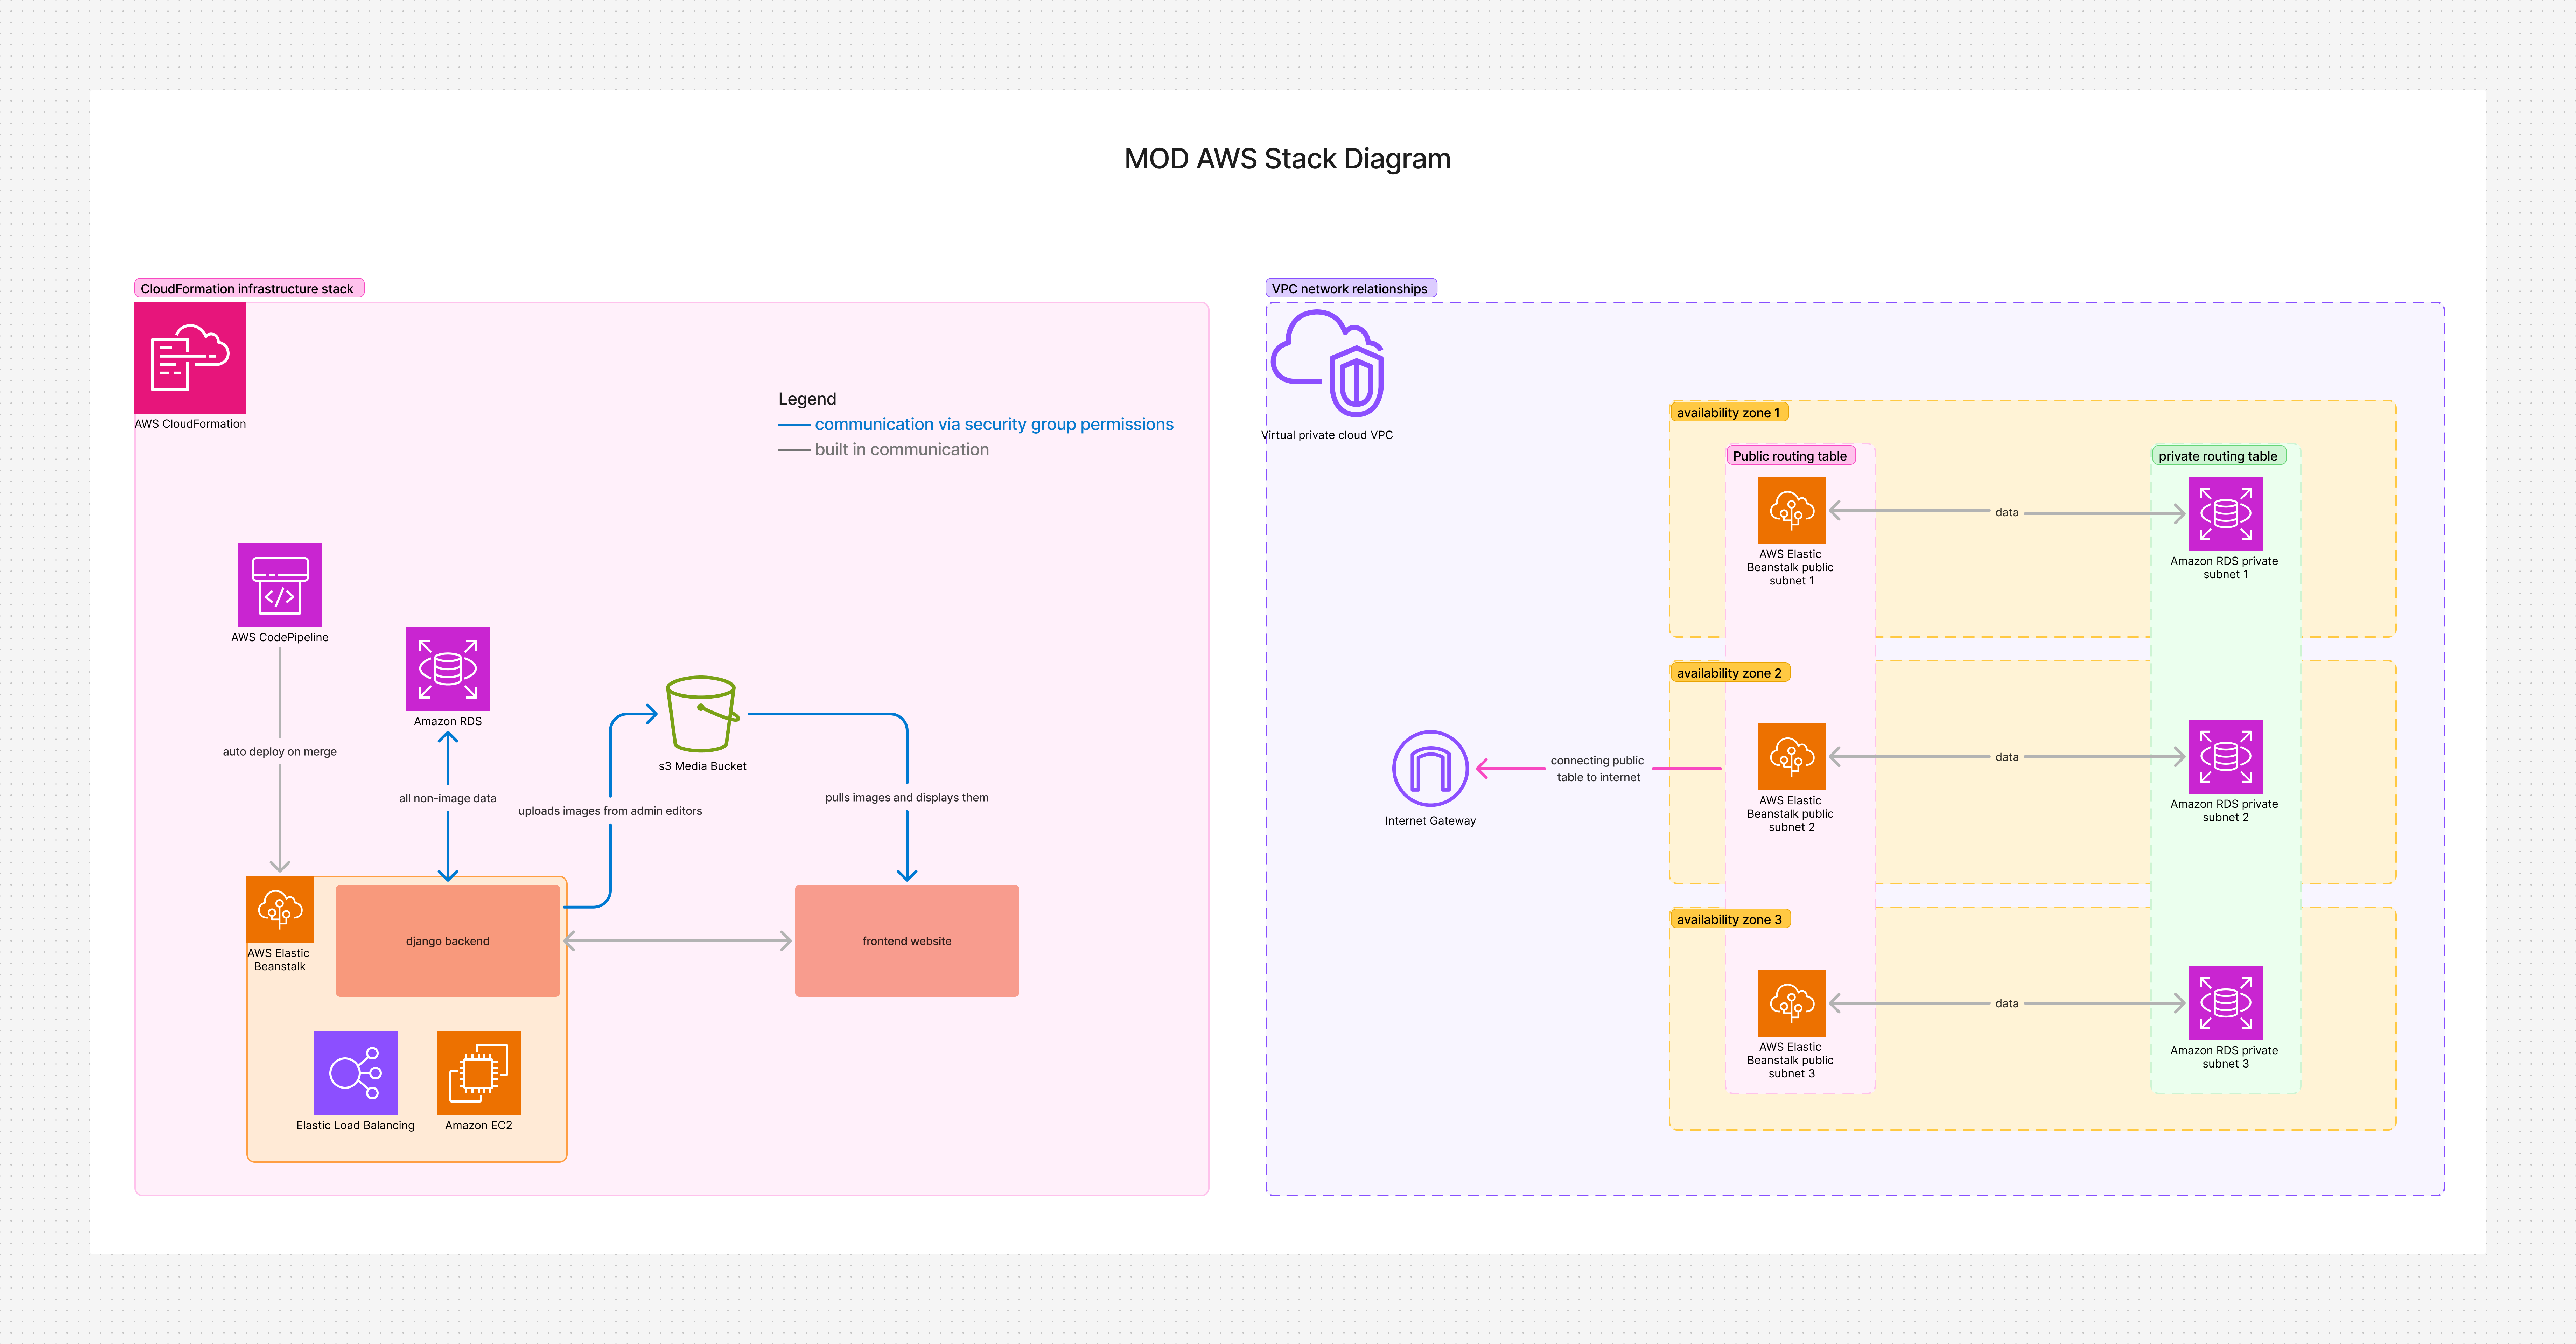 MOD AWS Stack Diagram
CloudFormation infrastructure stack
AWS CloudFormation
Legend
communication via security group permissions
built in communication
AWS CodePipeline
auto deploy on merge
Amazon RDS
all non-image data
s3 Media Bucket
uploads images from admin editors
pulls images and displays them
AWS Elastic
Beanstalk
django backend
frontend website
Elastic Load Balancing
Amazon EC2
VPC network relationships
Virtual private cloud VPC
Internet Gateway
connecting public
table to internet
availability zone 1
Public routing table
private routing table
AWS Elastic
Beanstalk public
subnet 1
data
Amazon RDS private
subnet 1
availability zone 2
AWS Elastic
Beanstalk public
subnet 2
data
Amazon RDS private
subnet 2
availability zone 3
AWS Elastic
Beanstalk public
subnet 3
data
Amazon RDS private
subnet 3